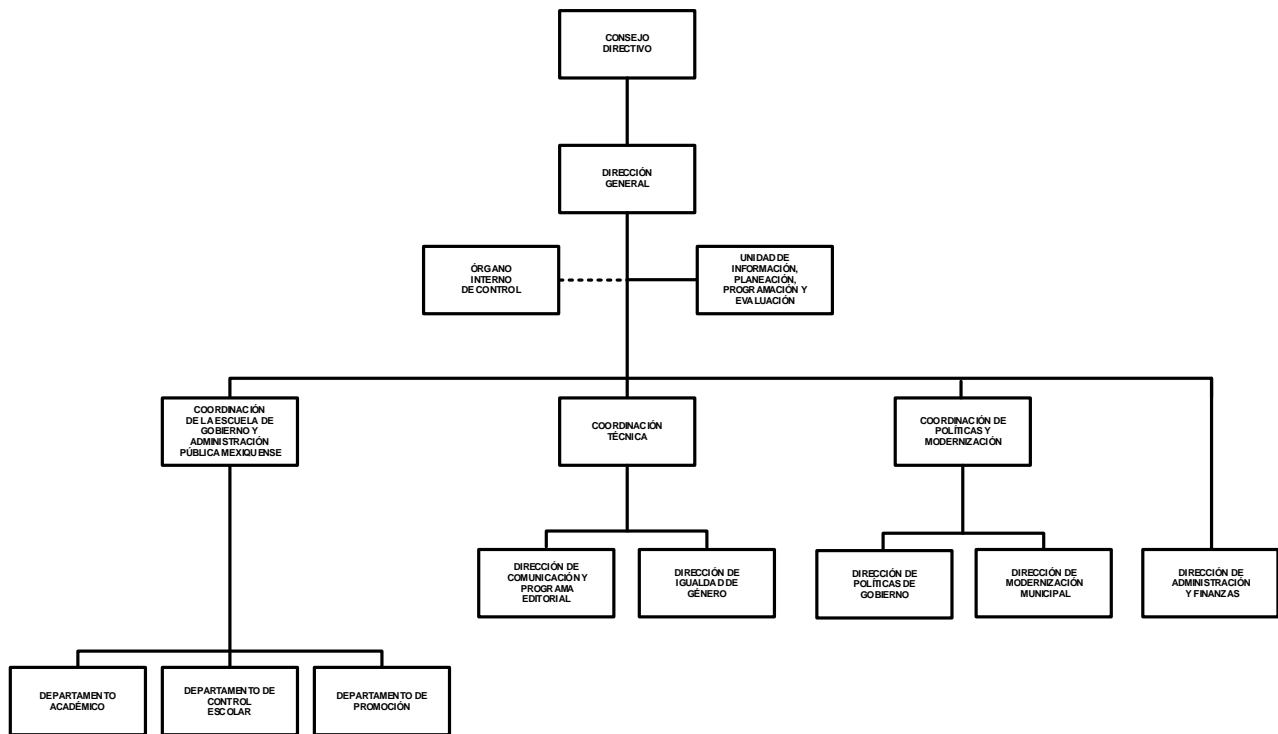 CONSEJO
DIRECTIVO
DIRECCIÓN
GENERAL
ÓRGANO
INTERNO
DE CONTROL
UNIDAD DE
INFORMACIÓN,
PLANEACIÓN,
PROGRAMACIÓN Y
EVALUACIÓN
COORDINACIÓN
DE LA ESCUELA DE
GOBIERNO Y
ADMINISTRACIÓN
PÚBLICA MEXIQUENSE
COORDINACIÓN
TÉCNICA
COORDINACIÓN DE
POLÍTICAS Y
MODERNIZACIÓN
DIRECCIÓN DE
COMUNICACIÓN Y
PROGRAMA
EDITORIAL
DIRECCIÓN DE
IGUALDAD DE
GÉNERO
DIRECCIÓN DE
POLÍTICAS DE
GOBIERNO
DIRECCIÓN DE
MODERNIZACIÓN
MUNICIPAL
DIRECCIÓN DE
ADMINISTRACIÓN
Y FINANZAS
DEPARTAMENTO
ACADÉMICO
DEPARTAMENTO DE
CONTROL
ESCOLAR
DEPARTAMENTO DE
PROMOCIÓN